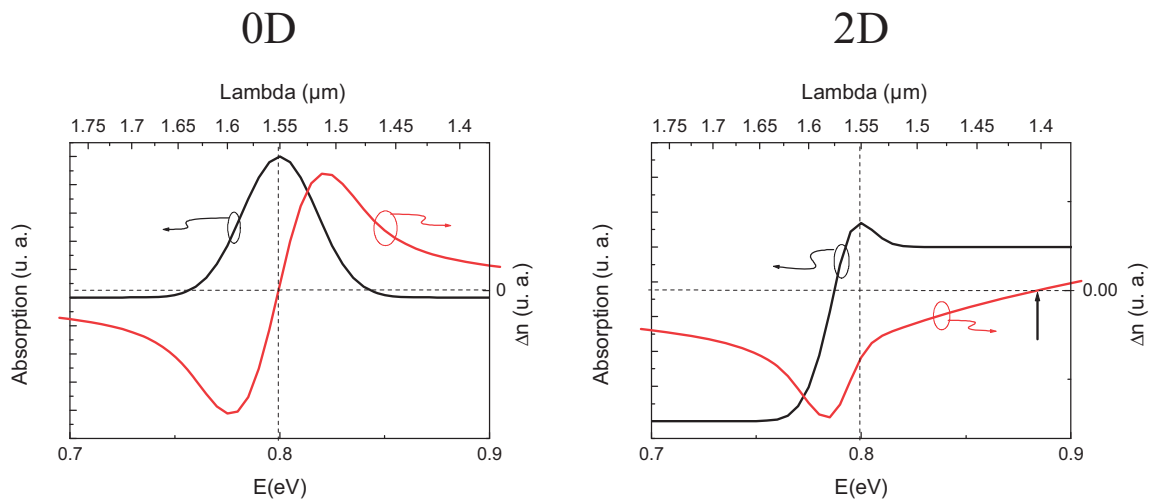 0D
Lambda (µm)
1.75 1.7 1.65 1.6 1.55 1.5 1.45 1.4
Absorption (u. a.)
0
Δn (u. a.)
0.7 0.8 0.9
E(eV)
2D
Lambda (µm)
1.75 1.7 1.65 1.6 1.55 1.5 1.45 1.4
Absorption (u. a.)
0.00
Δn (u. a.)
0.7 0.8 0.9
E(eV)